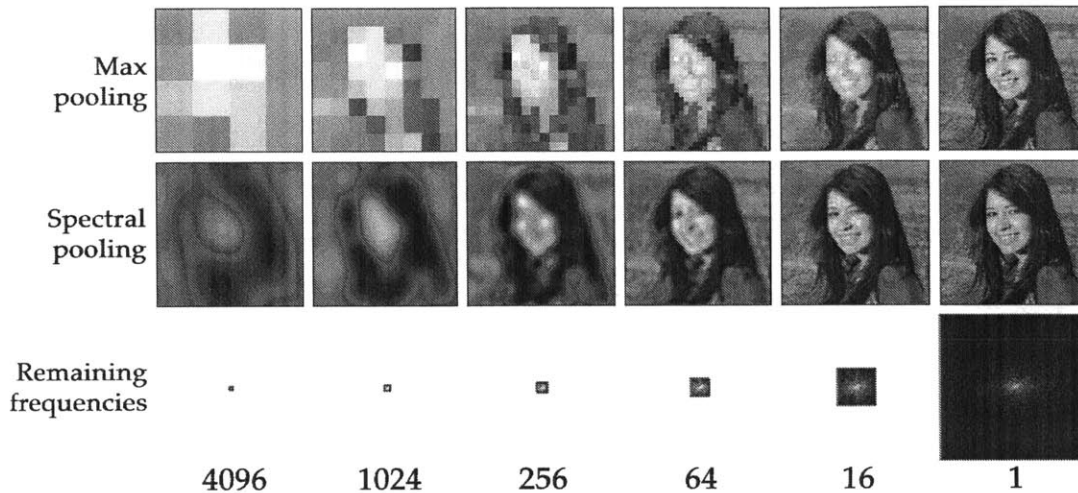 Max
pooling
Spectral
pooling
Remaining
frequencies
4096 1024 256 64 16 1